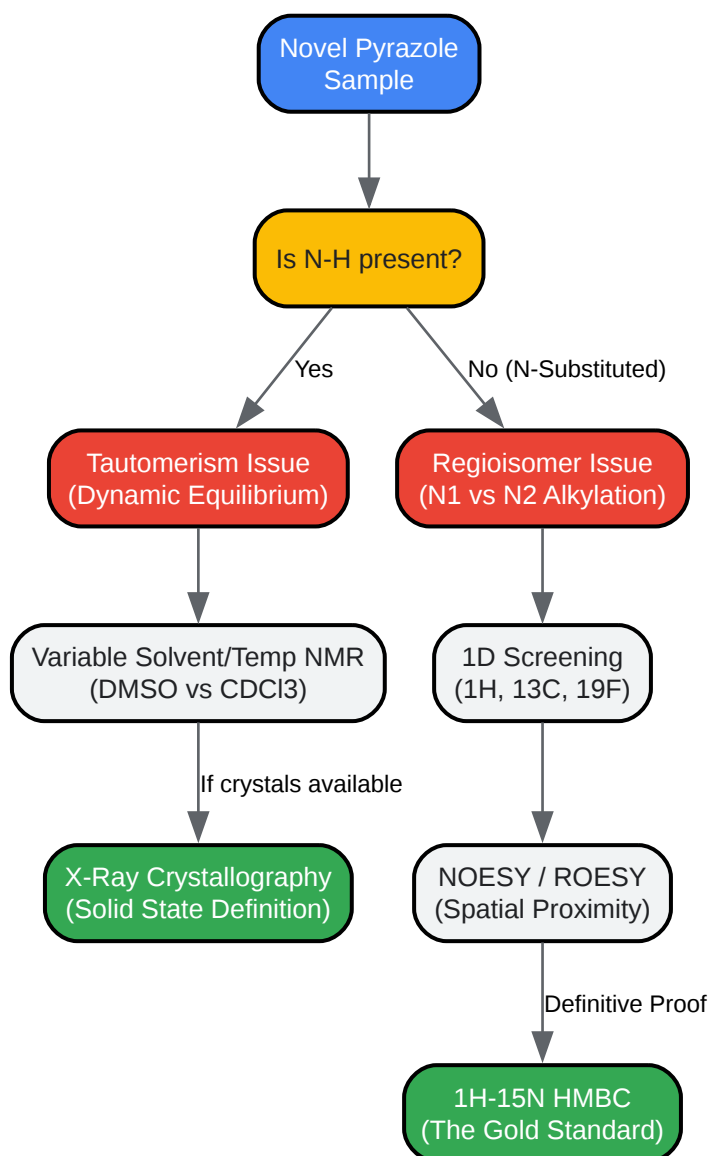 Novel Pyrazole
Sample
Is N-H present?
Yes
No (N-Substituted)
Tautomerism Issue
(Dynamic Equilibrium)
Regioisomer Issue
(N1 vs N2 Alkylation)
Variable Solvent/Temp NMR
(DMSO vs CDCl3)
1D Screening
(1H, 13C, 19F)
If crystals available
X-Ray Crystallography
(Solid State Definition)
NOESY / ROESY
(Spatial Proximity)
Definitive Proof
1H-15N HMBC
(The Gold Standard)